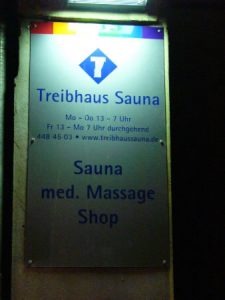 T
Treibhaus Sauna
Mo - Do 13 - 7 Uhr
Fr 13 - Mo 7 Uhr durchgehend
448 45 03 • www.treibhaussauna.de
Sauna
med. Massage
Shop